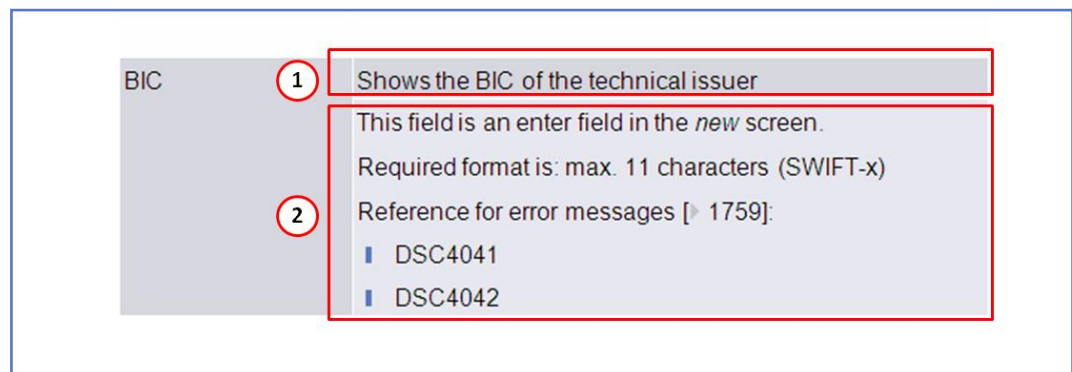 BIC
1
Shows the BIC of the technical issuer
This field is an enter field in the new screen.
Required format is: max. 11 characters (SWIFT-x)
2
Reference for error messages [▶ 1759]:
DSC4041
DSC4042